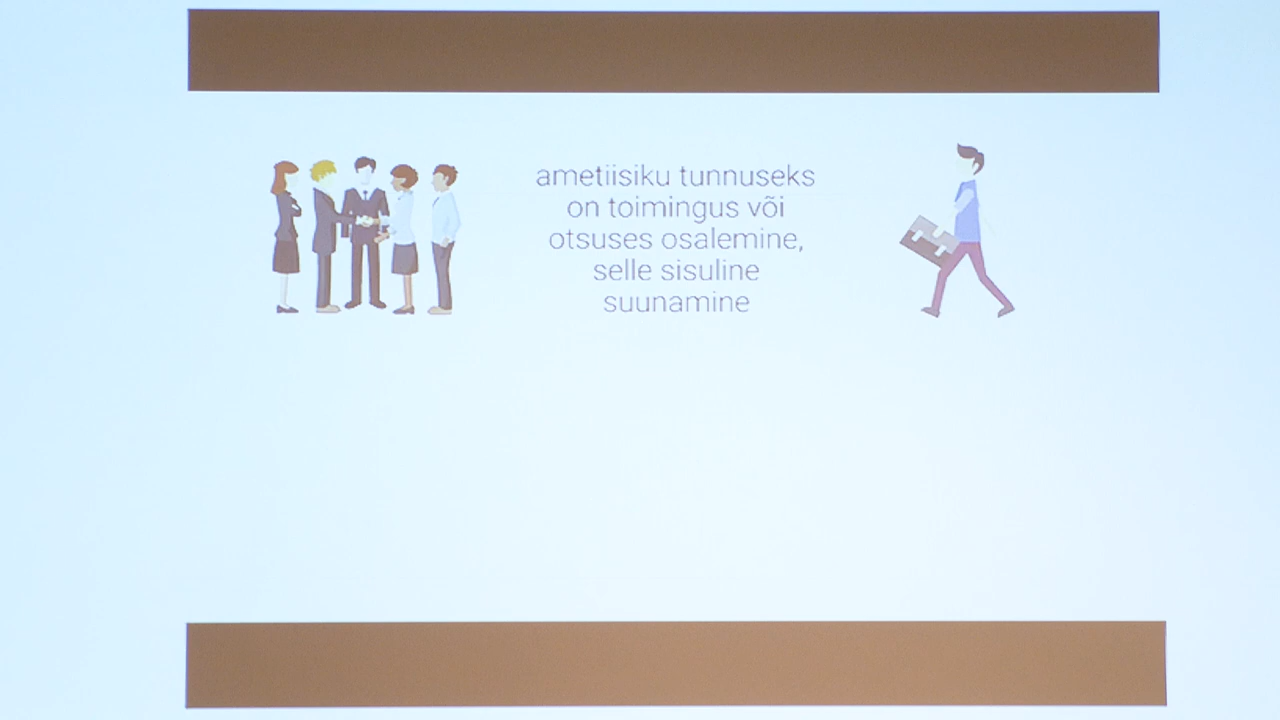 ametiisiku tunnuseks
on toimingus või
otsuses osalemine,
selle sisuline
suunamine